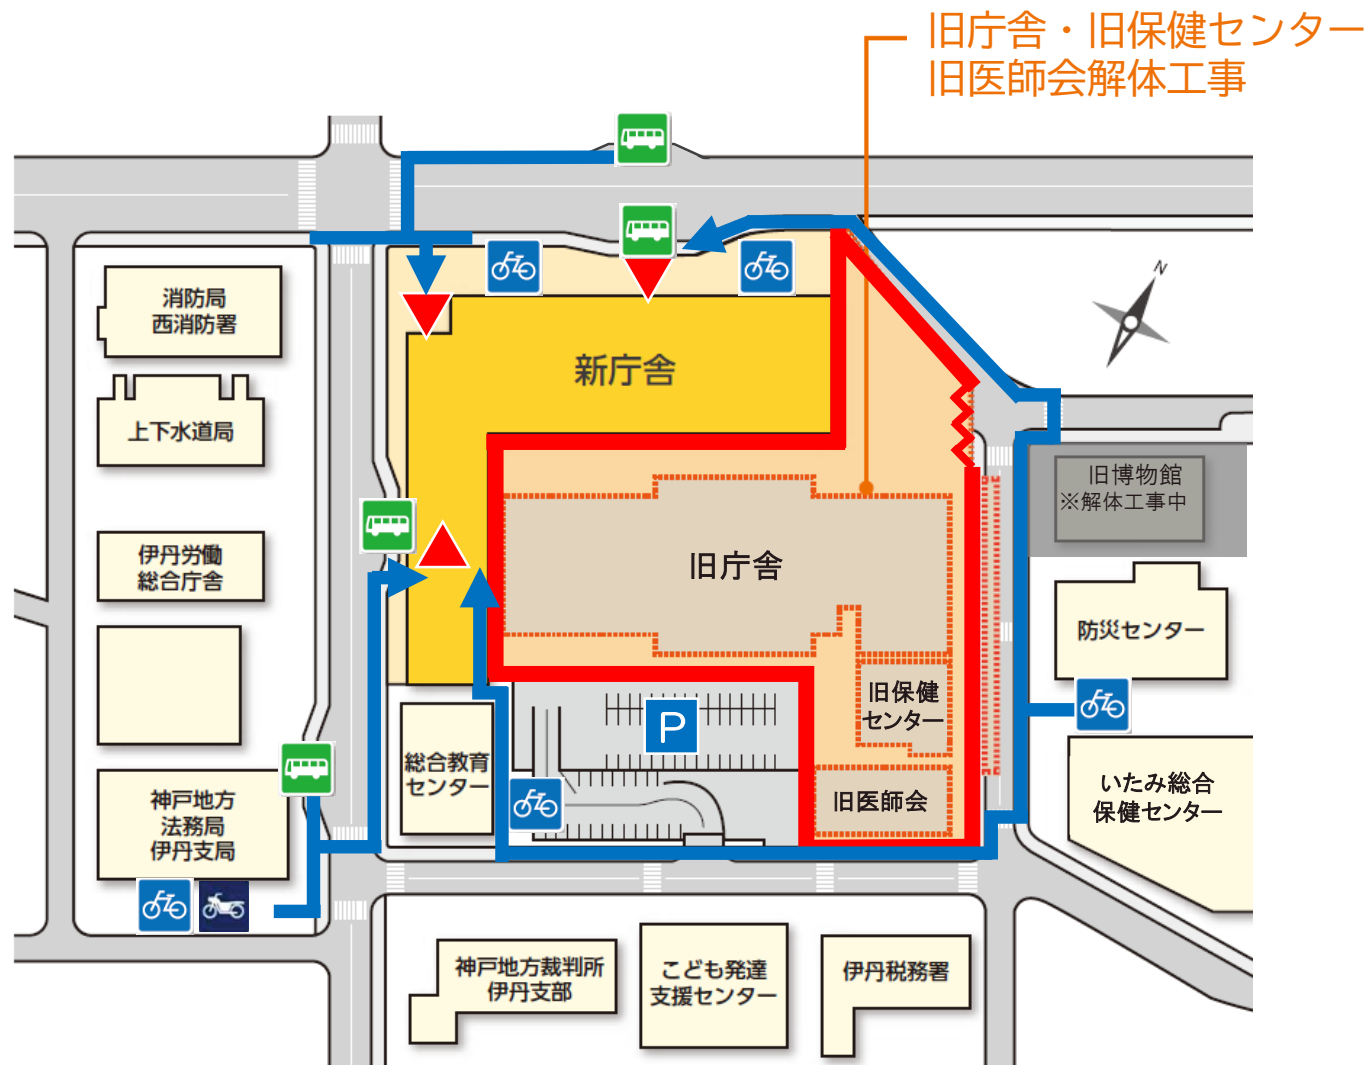 旧庁舎・旧保健センター
旧医師会解体工事
N
消防局
西消防署
新庁舎
上下水道局
旧博物館
※解体工事中
伊丹労働
総合庁舎
旧庁舎
防災センター
旧保健
センター
P
総合教育
センター
いたみ総合
保健センター
旧医師会
神戸地方
法務局
伊丹支局
神戸地方裁判所
伊丹支部
こども発達
支援センター
伊丹税務署